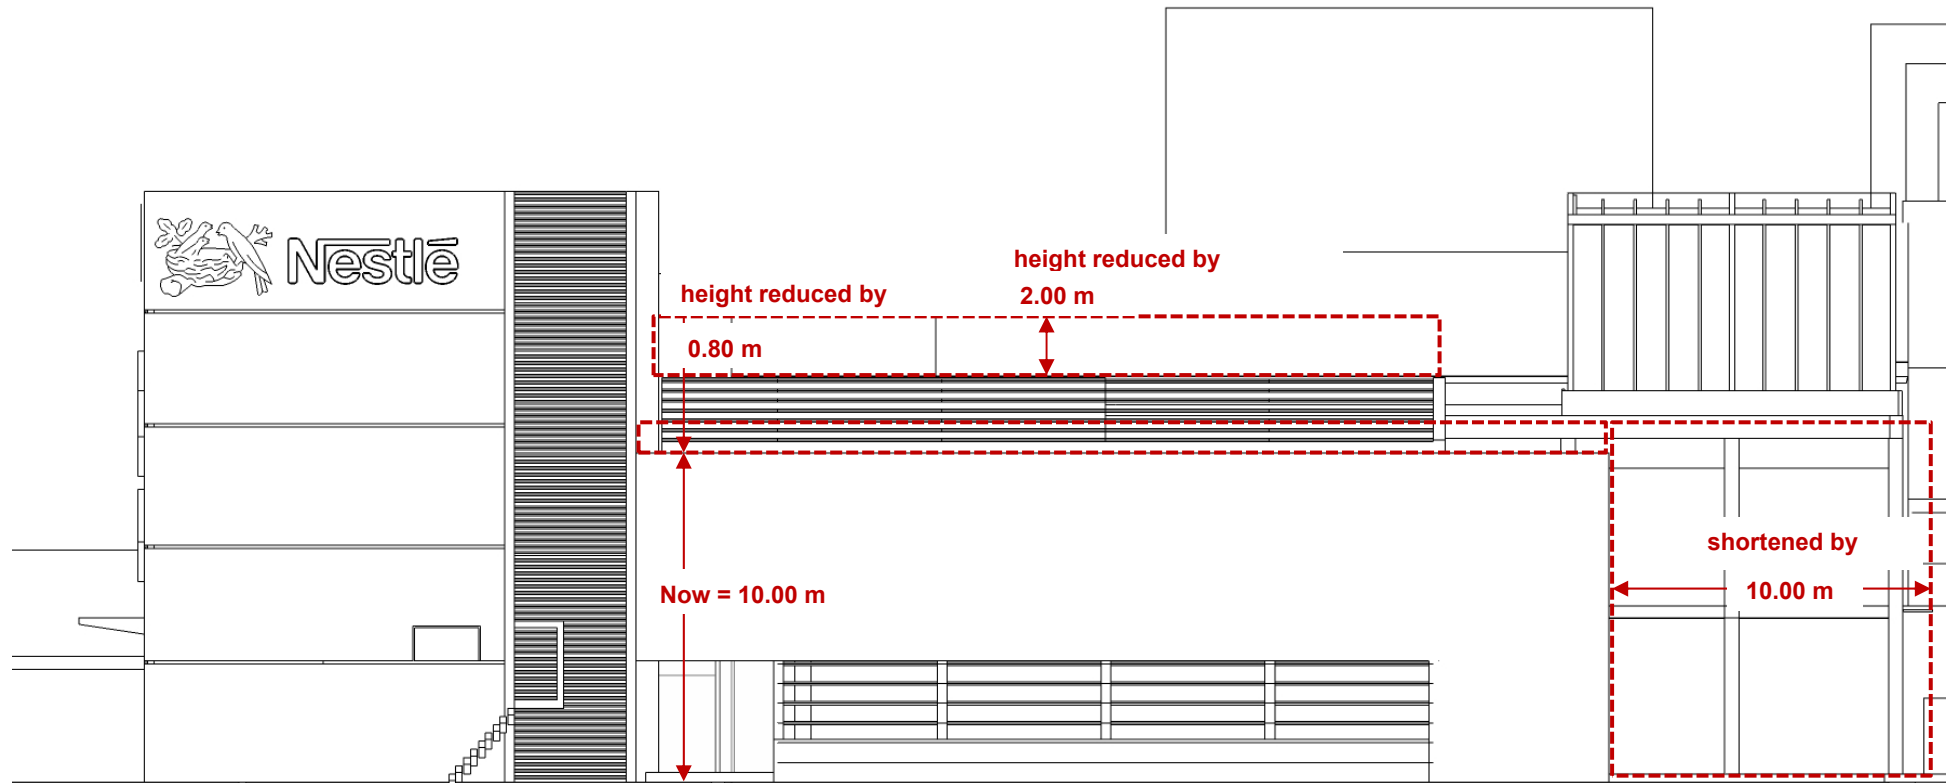 Nestlé
height reduced by
2.00 m
height reduced by
0.80 m
Now = 10.00 m
shortened by
10.00 m